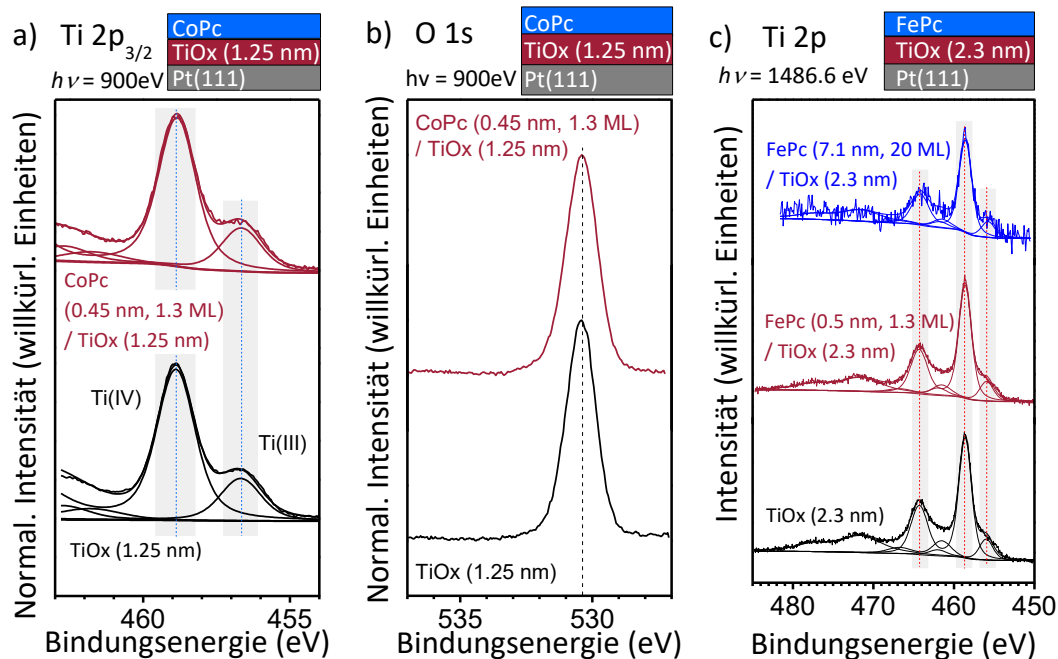 a) Ti 2p3/2
hν = 900eV
CoPc
TiOx (1.25 nm)
Pt(111)
Normal. Intensität (willkürl. Einheiten)
CoPc
(0.45 nm, 1.3 ML)
/ TiOx (1.25 nm)
Ti(IV)
Ti(III)
TiOx (1.25 nm)
460
455
Bindungsenergie (eV)
b) O 1s
hν = 900eV
CoPc
TiOx (1.25 nm)
Pt(111)
Normal. Intensität (willkürl. Einheiten)
CoPc (0.45 nm, 1.3 ML)
/ TiOx (1.25 nm)
TiOx (1.25 nm)
535
530
Bindungsenergie (eV)
c) Ti 2p
hν = 1486.6 eV
FePc
TiOx (2.3 nm)
Pt(111)
Intensität (willkürl. Einheiten)
FePc (7.1 nm, 20 ML)
/ TiOx (2.3 nm)
FePc (0.5 nm, 1.3 ML)
/ TiOx (2.3 nm)
TiOx (2.3 nm)
480
470
460
450
Bindungsenergie (eV)